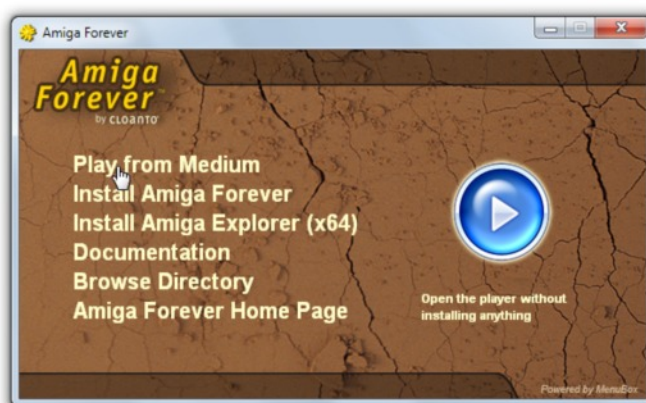 Amiga Forever
Amiga
Forever™
by CLOANTO®
Play from Medium
Install Amiga Forever
Install Amiga Explorer (x64)
Documentation
Browse Directory
Amiga Forever Home Page
Open the player without
installing anything
Powered by MenuBox